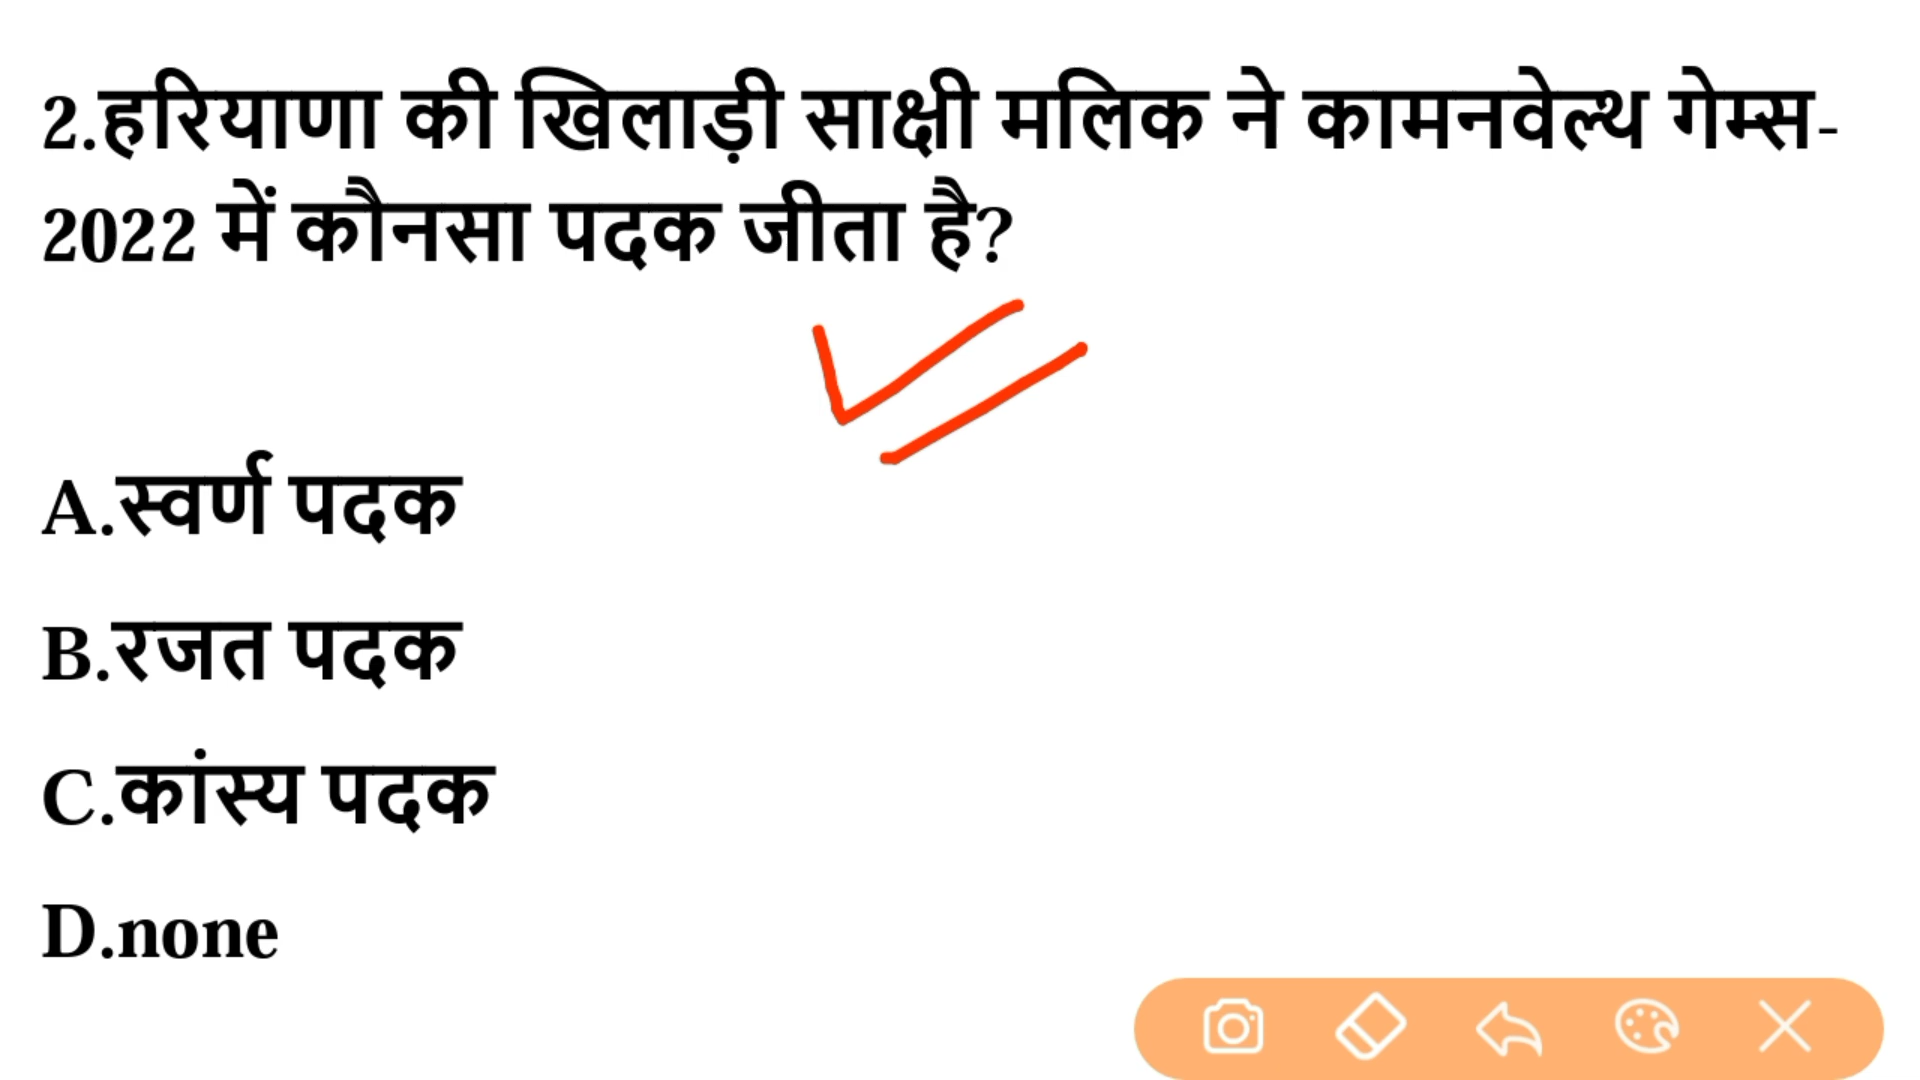 2.हरियाणा की खिलाड़ी साक्षी मलिक ने कामनवेल्थ गेम्स-
2022 में कौनसा पदक जीता है?
A.स्वर्ण पदक
B.रजत पदक
C.कांस्य पदक
D.none